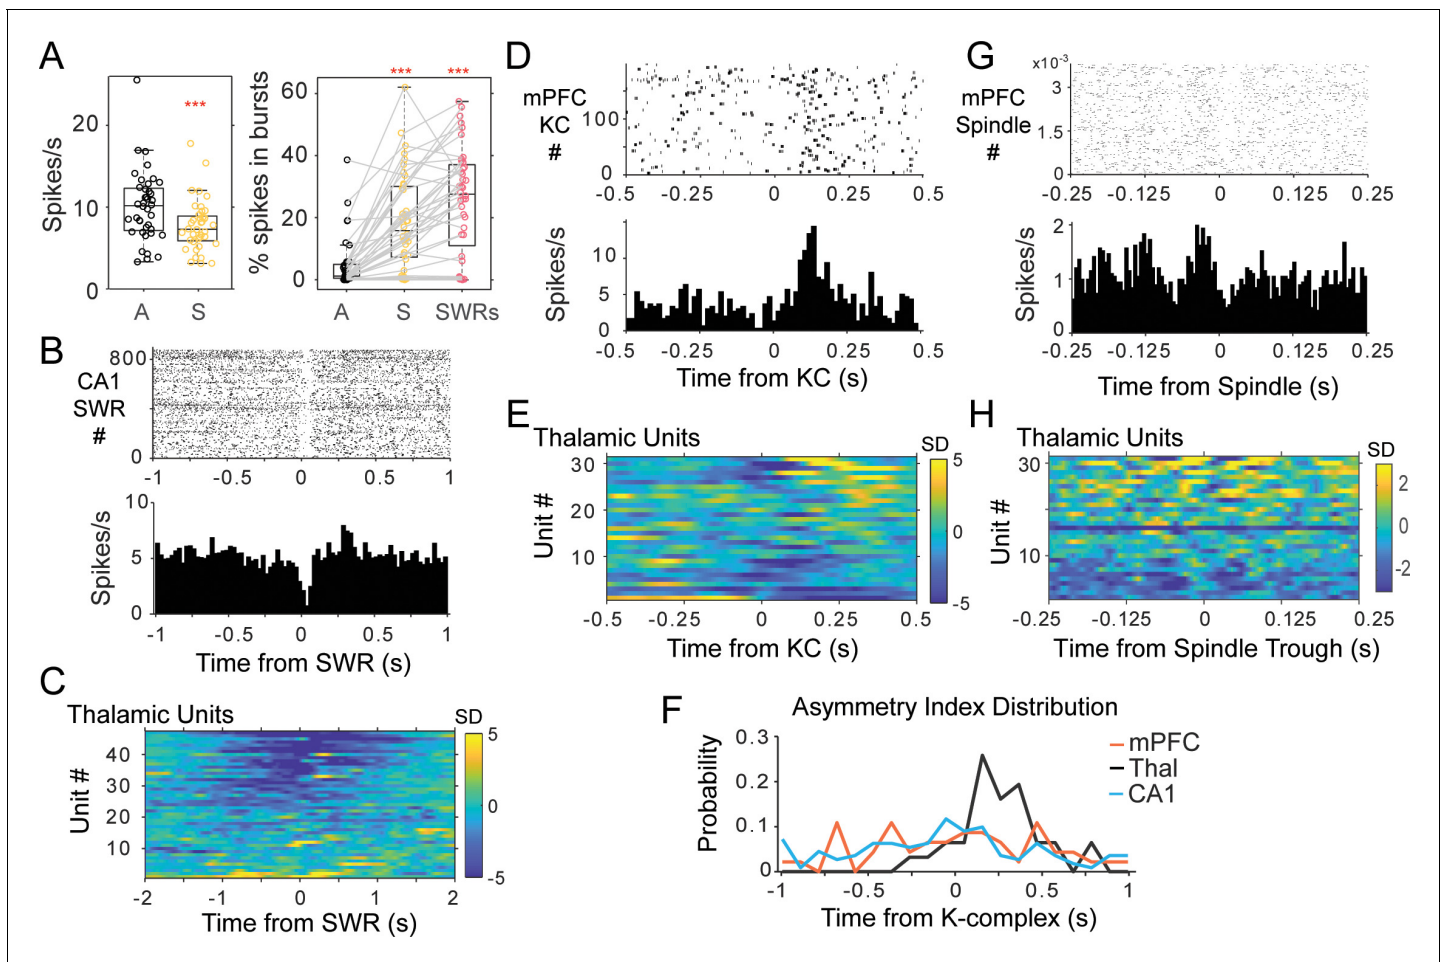 A
Spikes/s
20
10
0
***
A
S
% spikes in bursts
60
40
20
0
***
***
A
S
SWRs
B
CA1
SWR
#
800
0
-1
-0.5
0
0.5
1
Spikes/s
10
5
0
-1
-0.5
0
0.5
1
Time from SWR (s)
C
Thalamic Units
SD
Unit #
40
30
20
10
5
0
-5
-2
-1
0
1
2
Time from SWR (s)
D
mPFC
KC
#
100
0
-0.5
-0.25
0
0.25
0.5
Spikes/s
10
5
0
-0.5
-0.25
0
0.25
0.5
Time from KC (s)
E
Thalamic Units
SD
Unit #
30
20
10
5
0
-5
-0.5
-0.25
0
0.25
0.5
Time from KC (s)
F
Asymmetry Index Distribution
Probability
0.3
0.2
0.1
0
mPFC
Thal
CA1
-1
-0.5
0
0.5
1
Time from K-complex (s)
G
x10-3
mPFC
Spindle
#
3
1.5
0
-0.25
-0.125
0
0.125
0.25
Spikes/s
2
1
0
-0.25
-0.125
0
0.125
0.25
Time from Spindle (s)
H
Thalamic Units
SD
Unit #
30
10
2
0
-2
-0.25
-0.125
0
0.125
0.25
Time from Spindle Trough (s)